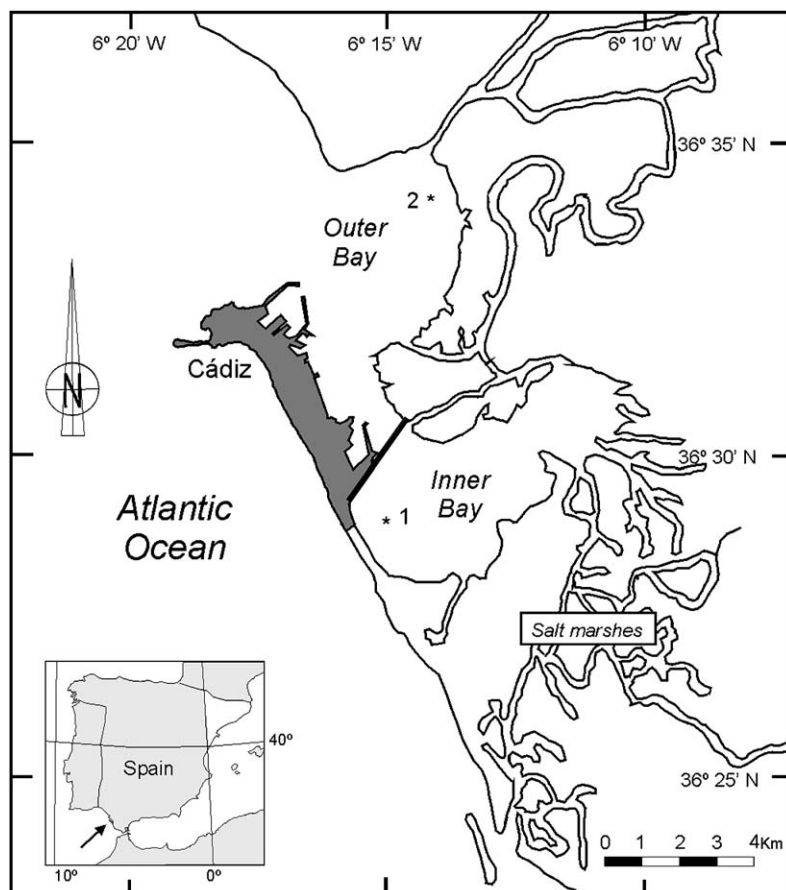 6º 20' W
6º 15' W
6º 10' W
36º 35' N
2 *
Outer
Bay
N
Cádiz
36º 30' N
Inner
Bay
* 1
Atlantic
Ocean
Salt marshes
40º
Spain
36º 25' N
0 1 2 3 4Km
10º
0º